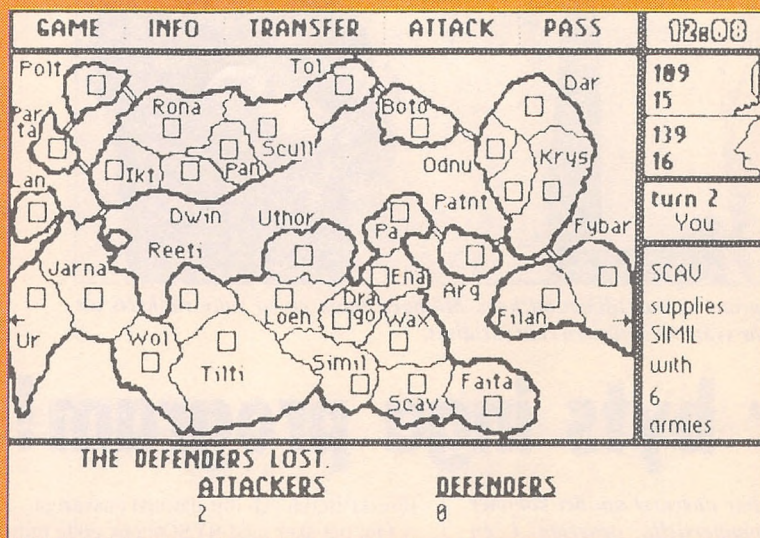 GAME INFO TRANSFER ATTACK PASS 12:00
Polt
Tol
Dar
189
15
Rona
Boto
Par
ta
139
16
Scull
Odnu
Krys
Ikt
Pan
Lan
turn 2
You
Dwin
Uthor
Patnt
Pa
Fybar
Reeti
Jarna
Ena
Arg
SCAV
supplies
SIMIL
with
6
armies
Loeh
Dra
go
Wax
Filan
Ur
Wol
Tilti
Simil
Scav
Faita
THE DEFENDERS LOST.
ATTACKERS DEFENDERS
2 0